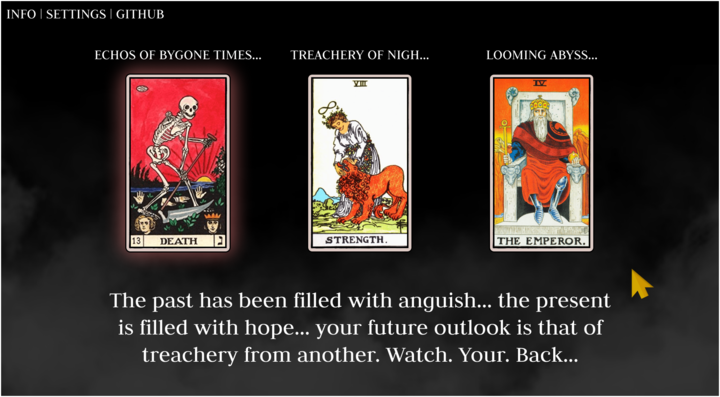 INFO | SETTINGS | GITHUB
ECHOS OF BYGONE TIMES...
TREACHERY OF NIGH...
LOOMING ABYSS...
VIII
IV
13 DEATH נ
STRENGTH.
THE EMPEROR.
The past has been filled with anguish... the present
is filled with hope... your future outlook is that of
treachery from another. Watch. Your. Back...